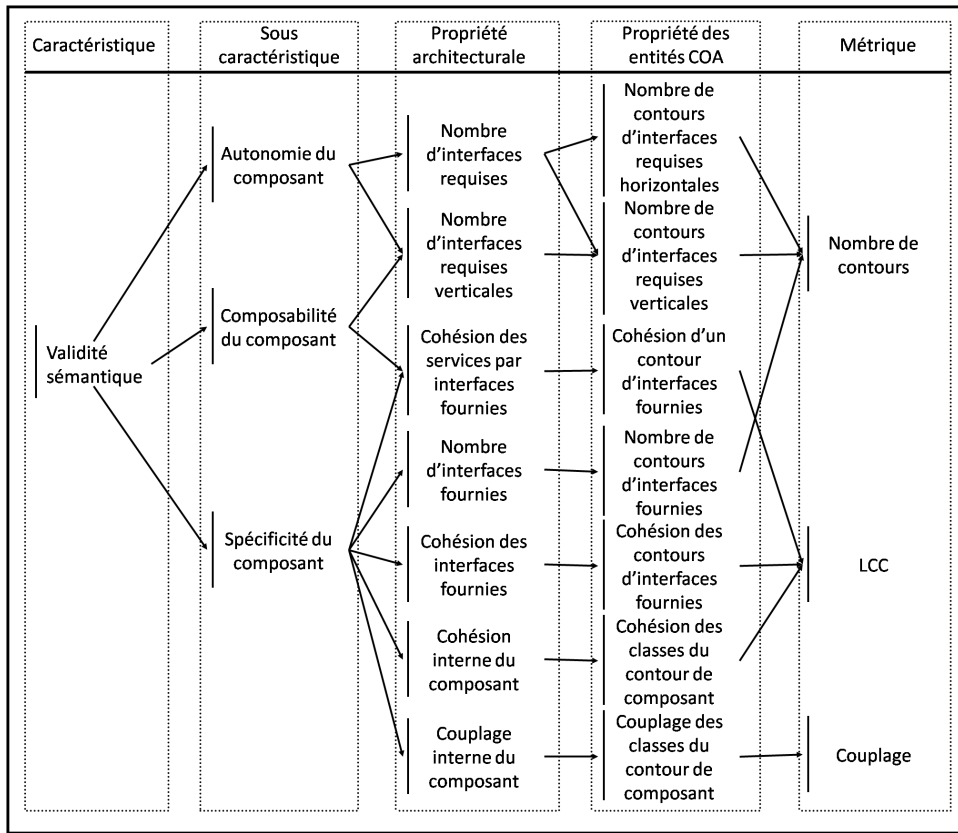 Caractéristique
Sous
caractéristique
Propriété
architecturale
Propriété des
entités COA
Métrique
Validité
sémantique
Autonomie du
composant
Composabilité
du composant
Spécificité du
composant
Nombre
d'interfaces
requises
Nombre
d'interfaces
requises
verticales
Cohésion des
services par
interfaces
fournies
Nombre
d'interfaces
fournies
Cohésion des
interfaces
fournies
Cohésion
interne du
composant
Couplage
interne du
composant
Nombre de
contours
d'interfaces
requises
horizontales
Nombre de
contours
d'interfaces
requises
verticales
Cohésion d'un
contour
d'interfaces
fournies
Nombre de
contours
d'interfaces
fournies
Cohésion des
contours
d'interfaces
fournies
Cohésion des
classes du
contour de
composant
Couplage des
classes du
contour de
composant
Nombre de
contours
LCC
Couplage